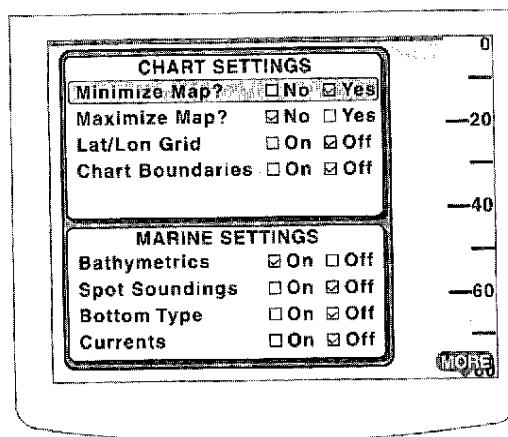 CHART SETTINGS
Minimize Map? No Yes
Maximize Map? No Yes
Lat/Lon Grid On Off
Chart Boundaries On Off
MARINE SETTINGS
Bathymetrics On Off
Spot Soundings On Off
Bottom Type On Off
Currents On Off
0
20
40
60
MORE